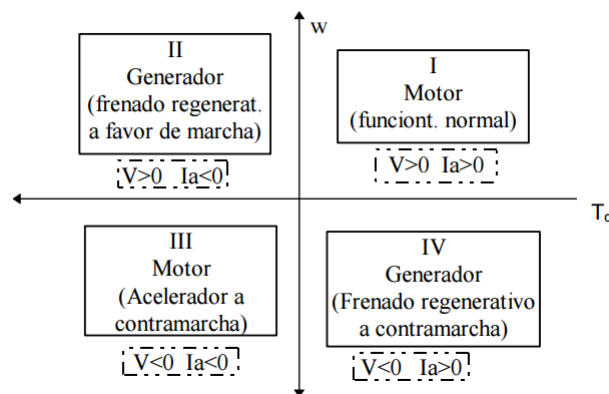 w
II
Generador
(frenado regenerat.
a favor de marcha)
V>0 Ia<0
I
Motor
(funciont. normal)
V>0 Ia>0
III
Motor
(Acelerador a
contramarcha)
V<0 Ia<0
IV
Generador
(Frenado regenerativo
a contramarcha)
V<0 Ia>0